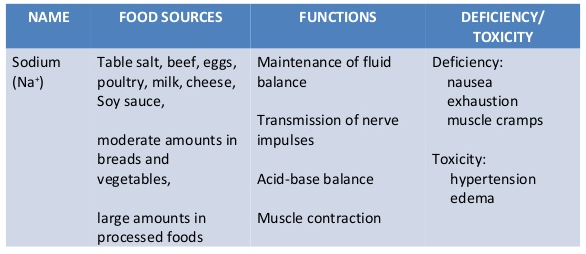 NAME
FOOD SOURCES
FUNCTIONS
DEFICIENCY/
TOXICITY
Sodium
(Na⁺)
Table salt, beef, eggs,
poultry, milk, cheese,
Soy sauce,
moderate amounts in
breads and
vegetables,
large amounts in
processed foods
Maintenance of fluid
balance
Transmission of nerve
impulses
Acid-base balance
Muscle contraction
Deficiency:
nausea
exhaustion
muscle cramps
Toxicity:
hypertension
edema